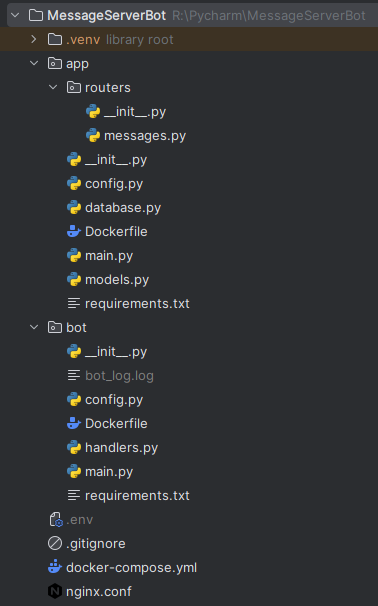 MessageServerBot R:\Pycharm\MessageServerBot
.venv library root
app
routers
__init__.py
messages.py
__init__.py
config.py
database.py
Dockerfile
main.py
models.py
requirements.txt
bot
__init__.py
bot_log.log
config.py
Dockerfile
handlers.py
main.py
requirements.txt
.env
.gitignore
docker-compose.yml
nginx.conf